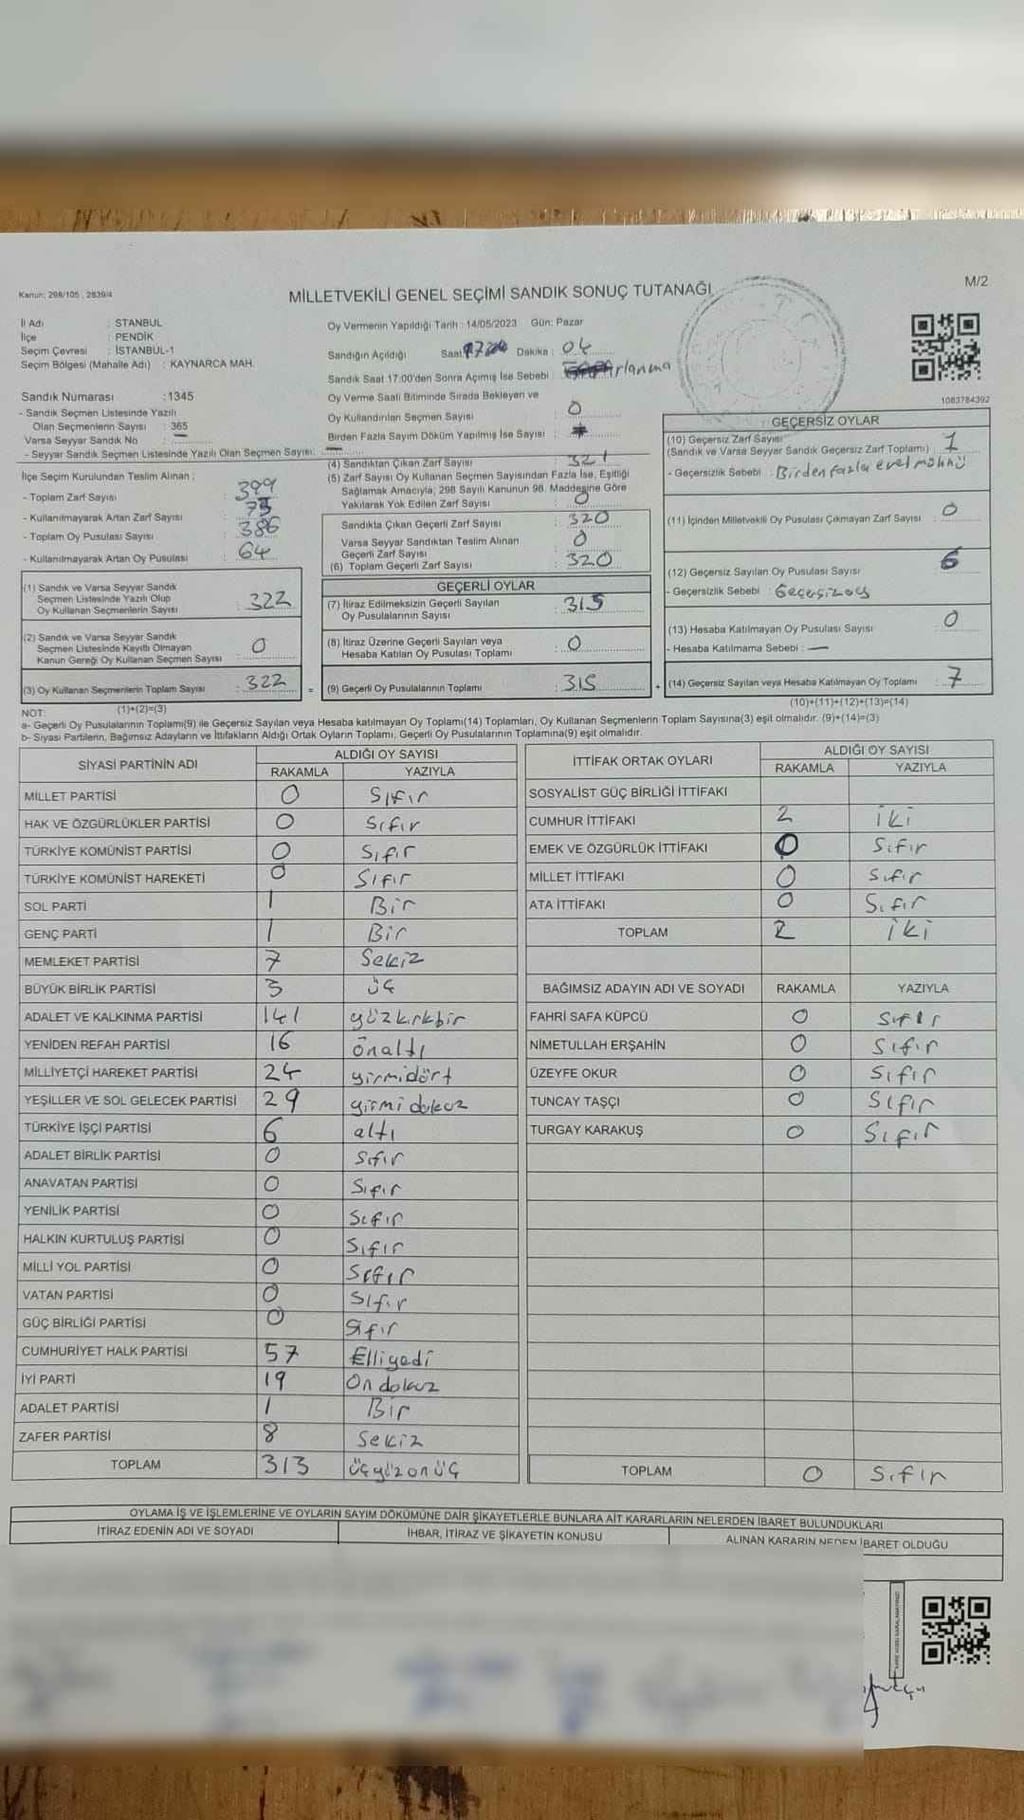 M/2
Kanun: 298/105 , 2839/4
MİLLETVEKİLİ GENEL SEÇİMİ SANDIK SONUÇ TUTANAĞI
İl Adı : STANBUL
İlçe : PENDİK
Seçim Çevresi : İSTANBUL-1
Seçim Bölgesi (Mahalle Adı) : KAYNARCA MAH.
Sandık Numarası :1345
- Sandık Seçmen Listesinde Yazılı
Olan Seçmenlerin Sayısı : 365
Varsa Seyyar Sandık No : —
- Seyyar Sandık Seçmen Listesinde Yazılı Olan Seçmen Sayısı: —
Oy Vermenin Yapıldığı Tarih : 14/05/2023 Gün: Pazar
Sandığın Açıldığı Saat Dakika : 04
Sandık Saat 17:00'den Sonra Açımış İse Sebebi :
Oy Verme Saati Bitiminde Sırada Bekleyen ve
Oy Kullandırılan Seçmen Sayısı : 0
Birden Fazla Sayım Döküm Yapılmış İse Sayısı :
1083784392
İlçe Seçim Kurulundan Teslim Alınan :
- Toplam Zarf Sayısı : 399
- Kullanılmayarak Artan Zarf Sayısı :
- Toplam Oy Pusulası Sayısı : 386
- Kullanılmayarak Artan Oy Pusulası : 64
(1) Sandık ve Varsa Seyyar Sandık
Seçmen Listesinde Yazılı Olup
Oy Kullanan Seçmenlerin Sayısı : 322
(2) Sandık ve Varsa Seyyar Sandık
Seçmen Listesinde Kayıtlı Olmayan
Kanun Gereği Oy Kullanan Seçmen Sayısı : 0
(3) Oy Kullanan Seçmenlerin Toplam Sayısı : 322
(1)+(2)=(3)
(4) Sandıktan Çıkan Zarf Sayısı : 321
(5) Zarf Sayısı Oy Kullanan Seçmen Sayısından Fazla İse, Eşitliği
Sağlamak Amacıyla, 298 Sayılı Kanunun 98. Maddesine Göre
Yakılarak Yok Edilen Zarf Sayısı : 0
Sandıkta Çıkan Geçerli Zarf Sayısı : 320
Varsa Seyyar Sandıktan Teslim Alınan
Geçerli Zarf Sayısı : 0
(6) Toplam Geçerli Zarf Sayısı : 320
GEÇERLİ OYLAR
(7) İtiraz Edilmeksizin Geçerli Sayılan
Oy Pusulalarının Sayısı : 315
(8) İtiraz Üzerine Geçerli Sayılan veya
Hesaba Katılan Oy Pusulası Toplamı : 0
= (9) Geçerli Oy Pusulalarının Toplamı : 315
GEÇERSİZ OYLAR
(10) Geçersiz Zarf Sayısı
(Sandık ve Varsa Seyyar Sandık Geçersiz Zarf Toplamı) : 1
- Geçersizlik Sebebi : Birden fazla evet mührü
(11) İçinden Milletvekili Oy Pusulası Çıkmayan Zarf Sayısı : 0
(12) Geçersiz Sayılan Oy Pusulası Sayısı : 6
- Geçersizlik Sebebi : Geçersiz oy
(13) Hesaba Katılmayan Oy Pusulası Sayısı : 0
- Hesaba Katılmama Sebebi : —
+ (14) Geçersiz Sayılan veya Hesaba Katılmayan Oy Toplamı : 7
(10)+(11)+(12)+(13)=(14)
NOT:
a- Geçerli Oy Pusulalarının Toplamı(9) ile Geçersiz Sayılan veya Hesaba katılmayan Oy Toplamı(14) Toplamları, Oy Kullanan Seçmenlerin Toplam Sayısına(3) eşit olmalıdır. (9)+(14)=(3)
b- Siyasi Partilerin, Bağımsız Adayların ve İttifakların Aldığı Ortak Oyların Toplamı, Geçerli Oy Pusulalarının Toplamına(9) eşit olmalıdır.
SİYASİ PARTİNİN ADI ALDIĞI OY SAYISI
RAKAMLA YAZIYLA
MİLLET PARTİSİ 0 Sıfır
HAK VE ÖZGÜRLÜKLER PARTİSİ 0 Sıfır
TÜRKİYE KOMÜNİST PARTİSİ 0 Sıfır
TÜRKİYE KOMÜNİST HAREKETİ 0 Sıfır
SOL PARTİ 1 Bir
GENÇ PARTİ 1 Bir
MEMLEKET PARTİSİ 7 Sekiz
BÜYÜK BİRLİK PARTİSİ 3 üç
ADALET VE KALKINMA PARTİSİ 141 yüzkırkbir
YENİDEN REFAH PARTİSİ 16 Onaltı
MİLLİYETÇİ HAREKET PARTİSİ 24 yirmidört
YEŞİLLER VE SOL GELECEK PARTİSİ 29 yirmi dokuz
TÜRKİYE İŞÇİ PARTİSİ 6 altı
ADALET BİRLİK PARTİSİ 0 Sıfır
ANAVATAN PARTİSİ 0 Sıfır
YENİLİK PARTİSİ 0 Sıfır
HALKIN KURTULUŞ PARTİSİ 0 Sıfır
MİLLİ YOL PARTİSİ 0 Sıfır
VATAN PARTİSİ 0 Sıfır
GÜÇ BİRLİĞİ PARTİSİ 0 Sıfır
CUMHURİYET HALK PARTİSİ 57 Elliyedi
İYİ PARTİ 19 On dokuz
ADALET PARTİSİ 1 Bir
ZAFER PARTİSİ 8 Sekiz
TOPLAM 313 üçyüzonüç
İTTİFAK ORTAK OYLARI ALDIĞI OY SAYISI
RAKAMLA YAZIYLA
SOSYALİST GÜÇ BİRLİĞİ İTTİFAKI
CUMHUR İTTİFAKI 2 iki
EMEK VE ÖZGÜRLÜK İTTİFAKI 0 Sıfır
MİLLET İTTİFAKI 0 Sıfır
ATA İTTİFAKI 0 Sıfır
TOPLAM 2 iki
BAĞIMSIZ ADAYIN ADI VE SOYADI RAKAMLA YAZIYLA
FAHRİ SAFA KÜPCÜ 0 Sıfır
NİMETULLAH ERŞAHİN 0 Sıfır
ÜZEYFE OKUR 0 Sıfır
TUNCAY TAŞÇI 0 Sıfır
TURGAY KARAKUŞ 0 Sıfır
TOPLAM 0 Sıfır
OYLAMA İŞ VE İŞLEMLERİNE VE OYLARIN SAYIM DÖKÜMÜNE DAİR ŞİKAYETLERLE BUNLARA AİT KARARLARIN NELERDEN İBARET BULUNDUKLARI
İTİRAZ EDENİN ADI VE SOYADI İHBAR, İTİRAZ VE ŞİKAYETİN KONUSU ALINAN KARARIN NEDEN İBARET OLDUĞU